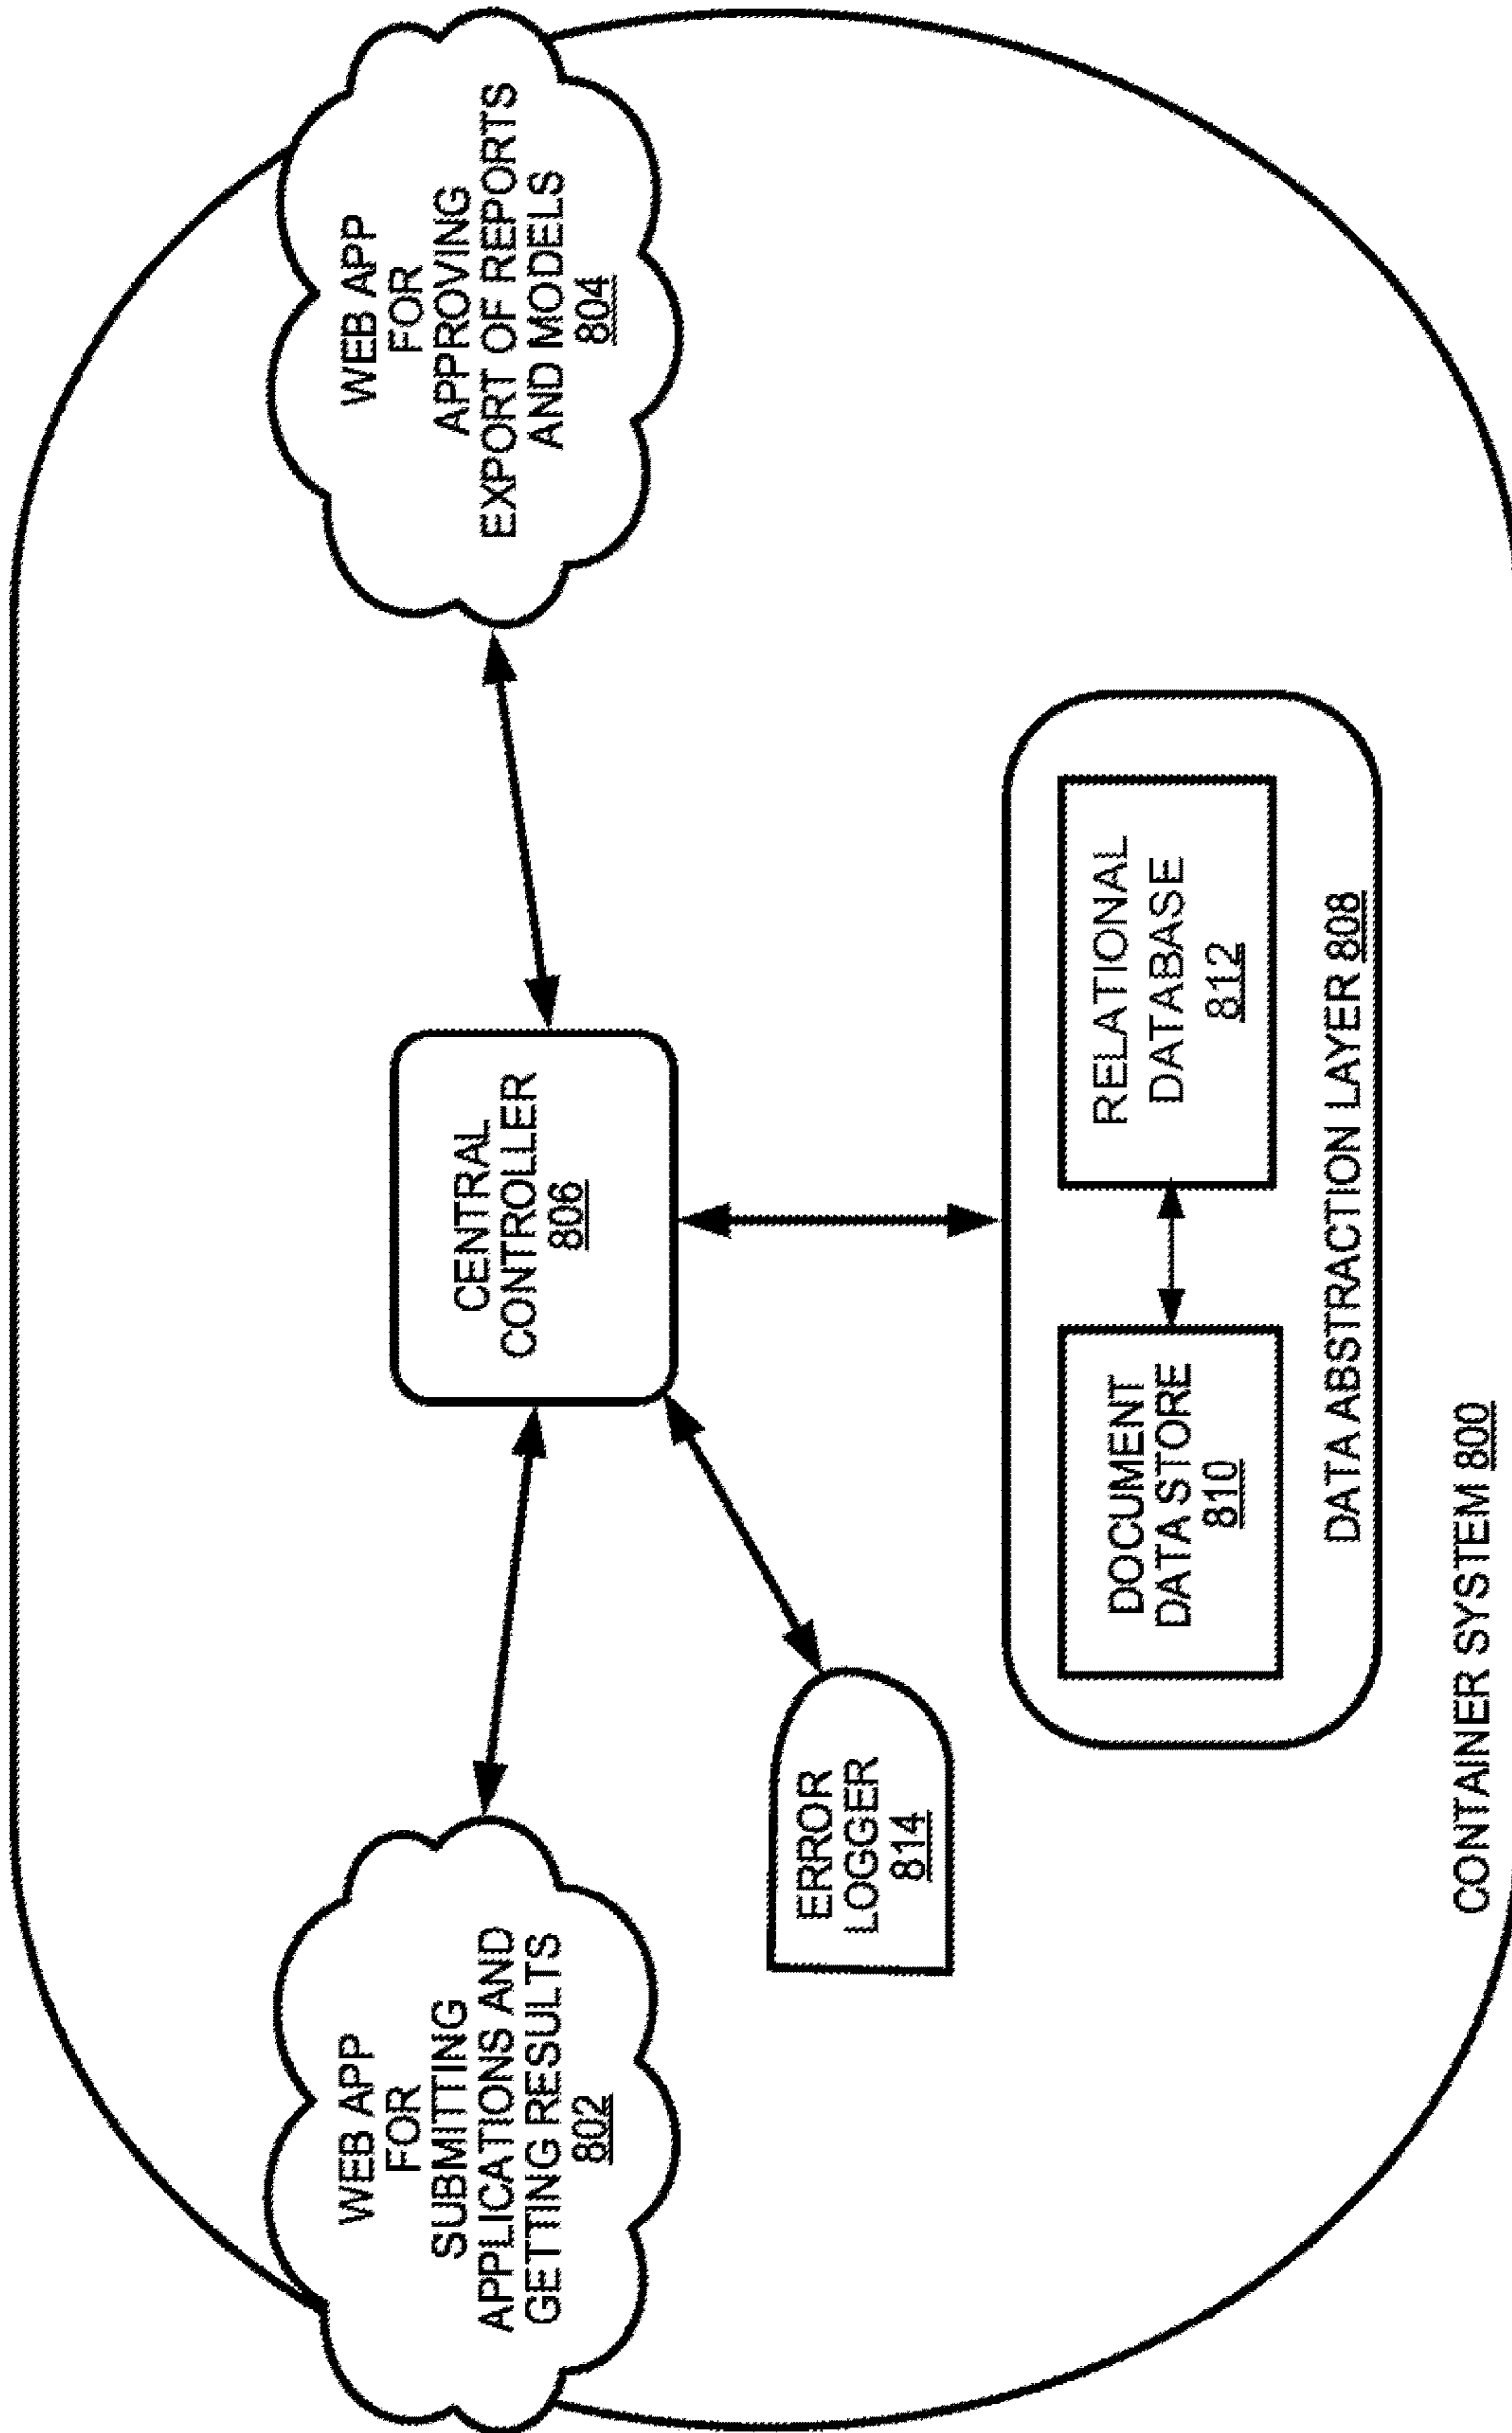 WEB APP
FOR
SUBMITTING
APPLICATIONS AND
GETTING RESULTS
802
WEB APP
FOR
APPROVING
EXPORT OF REPORTS
AND MODELS
804
CENTRAL
CONTROLLER
806
ERROR
LOGGER
814
DOCUMENT
DATA STORE
810
RELATIONAL
DATABASE
812
DATA ABSTRACTION LAYER 808
CONTAINER SYSTEM 800